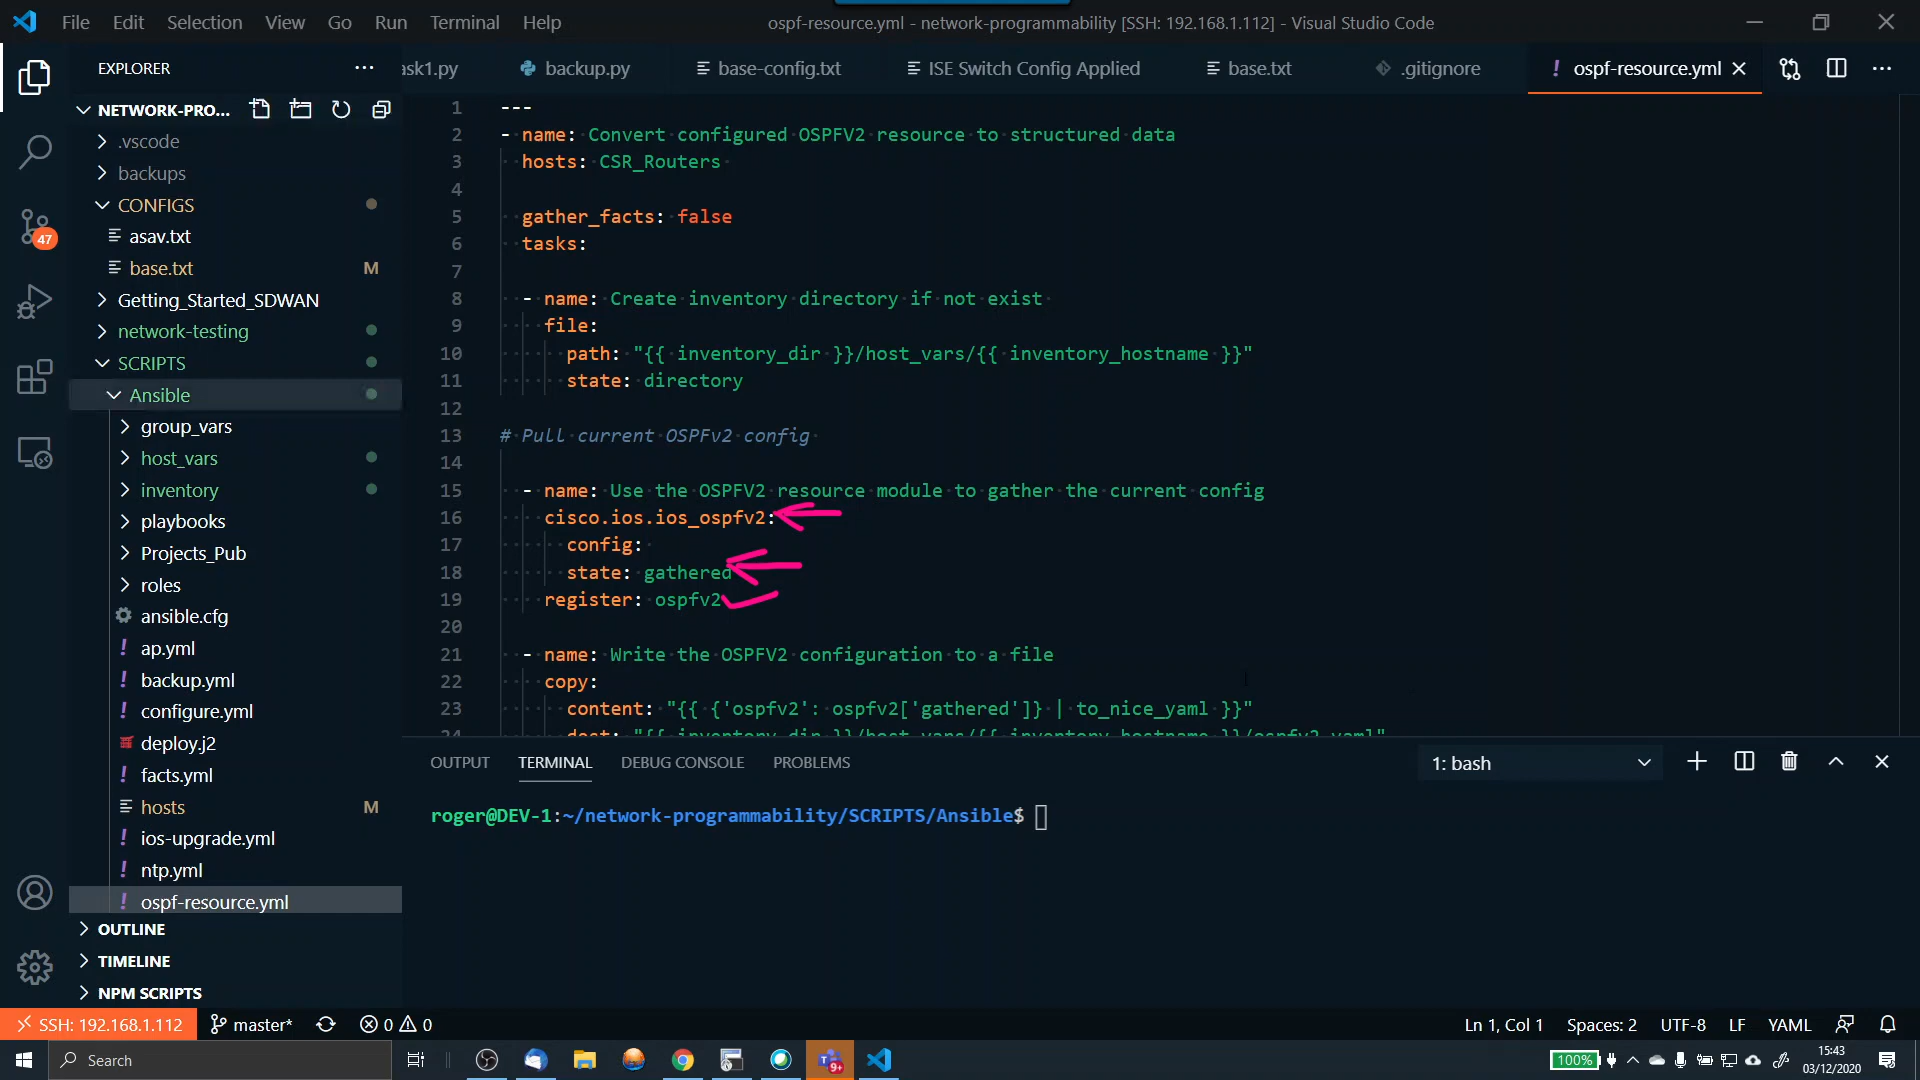 File Edit Selection View Go Run Terminal Help
ospf-resource.yml - network-programmability [SSH: 192.168.1.112] - Visual Studio Code
EXPLORER
ask1.py backup.py base-config.txt ISE Switch Config Applied base.txt .gitignore ! ospf-resource.yml
NETWORK-PRO...
.vscode
backups
CONFIGS
asav.txt
base.txt M
Getting_Started_SDWAN
network-testing
SCRIPTS
Ansible
group_vars
host_vars
inventory
playbooks
Projects_Pub
roles
ansible.cfg
! ap.yml
! backup.yml
! configure.yml
deploy.j2
! facts.yml
hosts M
! ios-upgrade.yml
! ntp.yml
! ospf-resource.yml
OUTLINE
TIMELINE
NPM SCRIPTS
47
1 ---
2 - name: Convert configured OSPFV2 resource to structured data
3 hosts: CSR_Routers
4
5 gather_facts: false
6 tasks:
7
8 - name: Create inventory directory if not exist
9 file:
10 path: "{{ inventory_dir }}/host_vars/{{ inventory_hostname }}"
11 state: directory
12
13 # Pull current OSPFv2 config
14
15 - name: Use the OSPFV2 resource module to gather the current config
16 cisco.ios.ios_ospfv2:
17 config:
18 state: gathered
19 register: ospfv2
20
21 - name: Write the OSPFV2 configuration to a file
22 copy:
23 content: "{{ {'ospfv2': ospfv2['gathered']} | to_nice_yaml }}"
24 dest: "{{ inventory_dir }}/host_vars/{{ inventory_hostname }}/ospfv2.yaml"
OUTPUT TERMINAL DEBUG CONSOLE PROBLEMS 1: bash
roger@DEV-1:~/network-programmability/SCRIPTS/Ansible$
SSH: 192.168.1.112 master* 0 0 Ln 1, Col 1 Spaces: 2 UTF-8 LF YAML
Search 9+ 100% 15:43
03/12/2020